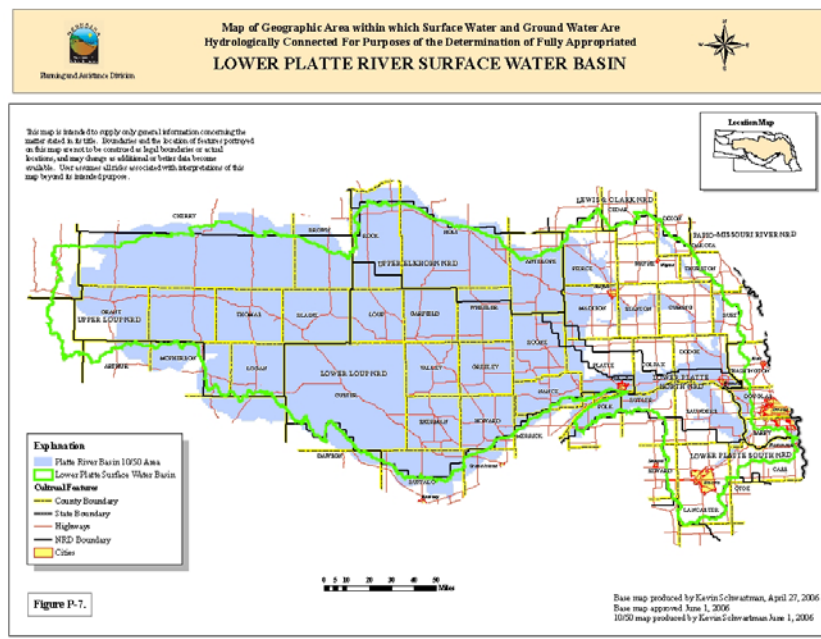 NEBRASKA
Planning and Assistance Division
Map of Geographic Area within which Surface Water and Ground Water Are
Hydrologically Connected For Purposes of the Determination of Fully Appropriated
LOWER PLATTE RIVER SURFACE WATER BASIN
This map is intended to supply only general information concerning the
matter stated in its title. Boundaries and the location of features portrayed
on this map are not to be construed as legal boundaries or actual
locations, and may change as additional or better data become
available. User assumes all risks associated with interpretations of this
map beyond its intended purpose.
Location Map
LEWIS & CLARK NRD
CEDAR
CHERRY
BROWN
ROCK
HOLT
DIXON
PAPIO-MISSOURI RIVER NRD
DAKOTA
UPPER ELKHORN NRD
ANTELOPE
PIERCE
WAYNE
THURSTON
GRANT
UPPER LOUP NRD
THOMAS
BLAINE
LOUP
GARFIELD
WHEELER
MADISON
STANTON
CUMING
BURT
ARTHUR
MCPHERSON
LOGAN
LOWER LOUP NRD
CUSTER
VALLEY
GREELEY
BOONE
PLATTE
COLFAX
DODGE
WASHINGTON
LOWER PLATTE
NORTH NRD
NANCE
POLK
BUTLER
SAUNDERS
DOUGLAS
SARPY
SHERMAN
HOWARD
MERRICK
DAWSON
BUFFALO
LOWER PLATTE SOUTH NRD
SEWARD
CASS
OTOE
LANCASTER
Explanation
Platte River Basin 10/50 Area
Lower Platte Surface Water Basin
Cultural Features
County Boundary
State Boundary
Highways
NRD Boundary
Cities
0 5 10 20 30 40 50
Miles
Figure P-7.
Base map produced by Kevin Schwartman, April 27, 2006
Base map approved June 1, 2006
10/50 map produced by Kevin Schwartman June 1, 2006